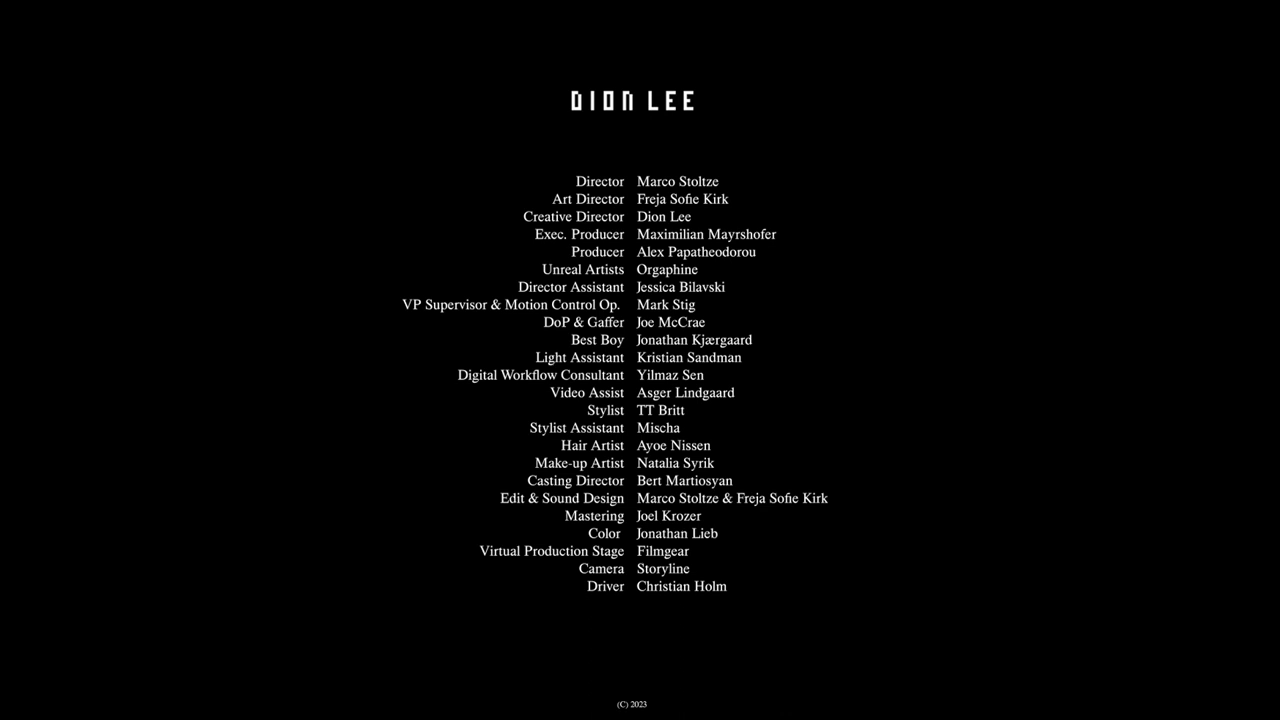 DION LEE
Director Marco Stoltze
Art Director Freja Sofie Kirk
Creative Director Dion Lee
Exec. Producer Maximilian Mayrshofer
Producer Alex Papatheodorou
Unreal Artists Orgaphine
Director Assistant Jessica Bilavski
VP Supervisor & Motion Control Op. Mark Stig
DoP & Gaffer Joe McCrae
Best Boy Jonathan Kjærgaard
Light Assistant Kristian Sandman
Digital Workflow Consultant Yilmaz Sen
Video Assist Asger Lindgaard
Stylist TT Britt
Stylist Assistant Mischa
Hair Artist Ayoe Nissen
Make-up Artist Natalia Syrik
Casting Director Bert Martiosyan
Edit & Sound Design Marco Stoltze & Freja Sofie Kirk
Mastering Joel Krozer
Color Jonathan Lieb
Virtual Production Stage Filmgear
Camera Storyline
Driver Christian Holm
(C) 2023